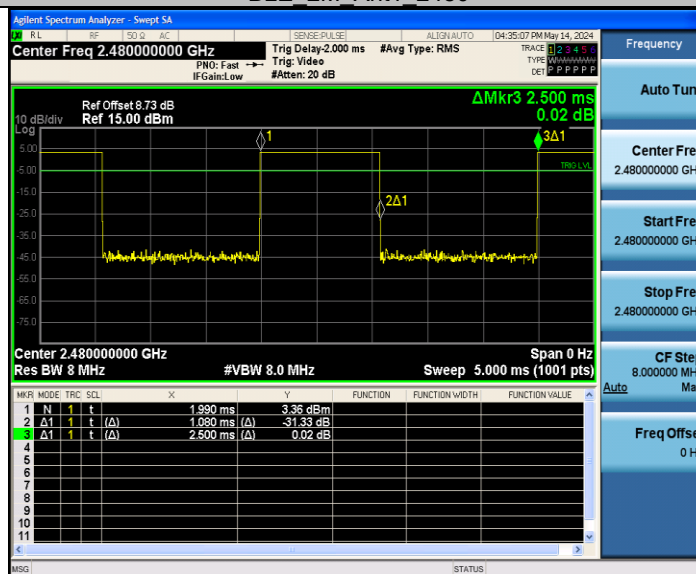 Agilent Spectrum Analyzer - Swept SA
RL RF 50 Ω AC SENSE:PULSE ALIGN AUTO 04:35:07 PM May 14, 2024
Center Freq 2.480000000 GHz
PNO: Fast
IFGain:Low
Trig Delay-2.000 ms
Trig: Video
#Atten: 20 dB
#Avg Type: RMS
TRACE 1 2 3 4 5 6
TYPE
DET P P P P P P
Frequency
Auto Tun
Ref Offset 8.73 dB
10 dB/div Ref 15.00 dBm
Log
ΔMkr3 2.500 ms
0.02 dB
5.00
-5.00
-15.0
-25.0
-35.0
-45.0
-55.0
-65.0
-75.0
1
2Δ1
3Δ1
TRIG LVL
Center Fre
2.480000000 GH
Start Fre
2.480000000 GH
Stop Fre
2.480000000 GH
Center 2.480000000 GHz Span 0 Hz
Res BW 8 MHz #VBW 8.0 MHz Sweep 5.000 ms (1001 pts)
CF Ste
8.000000 MH
Auto Ma
Freq Offse
0 H
MKR MODE TRC SCL X Y FUNCTION FUNCTION WIDTH FUNCTION VALUE
1 N 1 t 1.990 ms 3.36 dBm
2 Δ1 1 t (Δ) 1.080 ms (Δ) -31.33 dB
3 Δ1 1 t (Δ) 2.500 ms (Δ) 0.02 dB
4
5
6
7
8
9
10
11
MSG STATUS